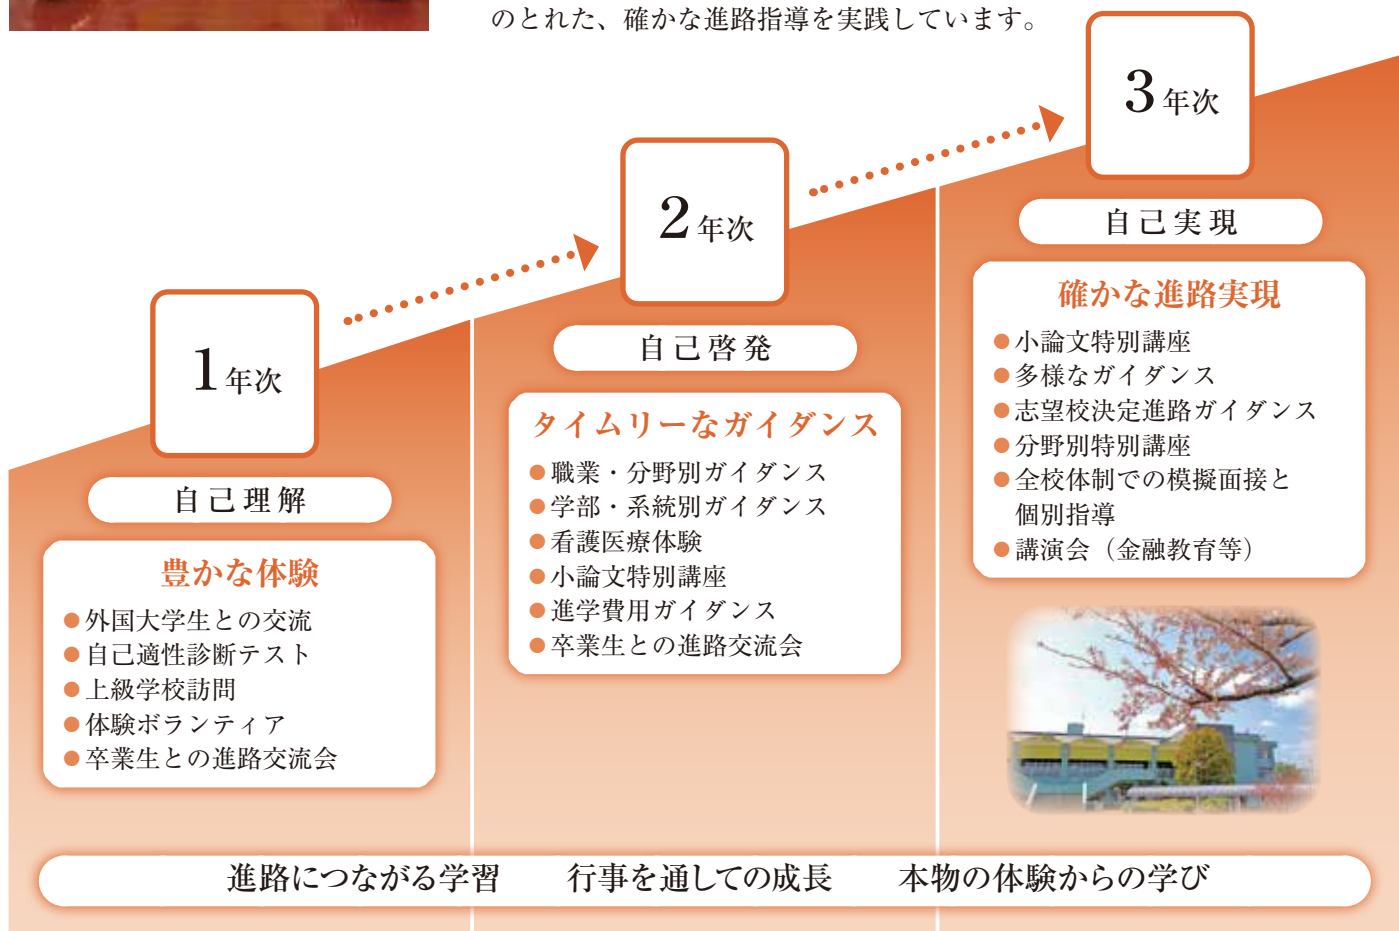 のとれた、確かな進路指導を実践しています。
1年次
自己理解
豊かな体験
●外国大学生との交流
●自己適性診断テスト
●上級学校訪問
●体験ボランティア
●卒業生との進路交流会
2年次
自己啓発
タイムリーなガイダンス
●職業・分野別ガイダンス
●学部・系統別ガイダンス
●看護医療体験
●小論文特別講座
●進学費用ガイダンス
●卒業生との進路交流会
3年次
自己実現
確かな進路実現
●小論文特別講座
●多様なガイダンス
●志望校決定進路ガイダンス
●分野別特別講座
●全校体制での模擬面接と
個別指導
●講演会（金融教育等）
進路につながる学習 行事を通しての成長 本物の体験からの学び